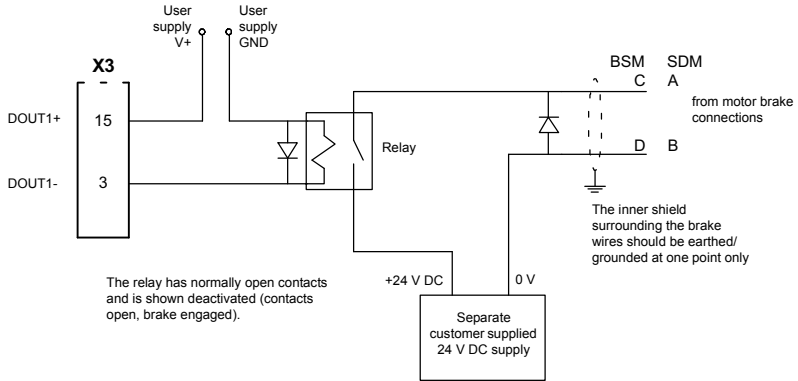 User
supply
V+
User
supply
GND
X3
DOUT1+
15
DOUT1-
3
Relay
BSM SDM
C A
from motor brake
connections
D B
The inner shield
surrounding the brake
wires should be earthed/
grounded at one point only
The relay has normally open contacts
and is shown deactivated (contacts
open, brake engaged).
+24 V DC
0 V
Separate
customer supplied
24 V DC supply